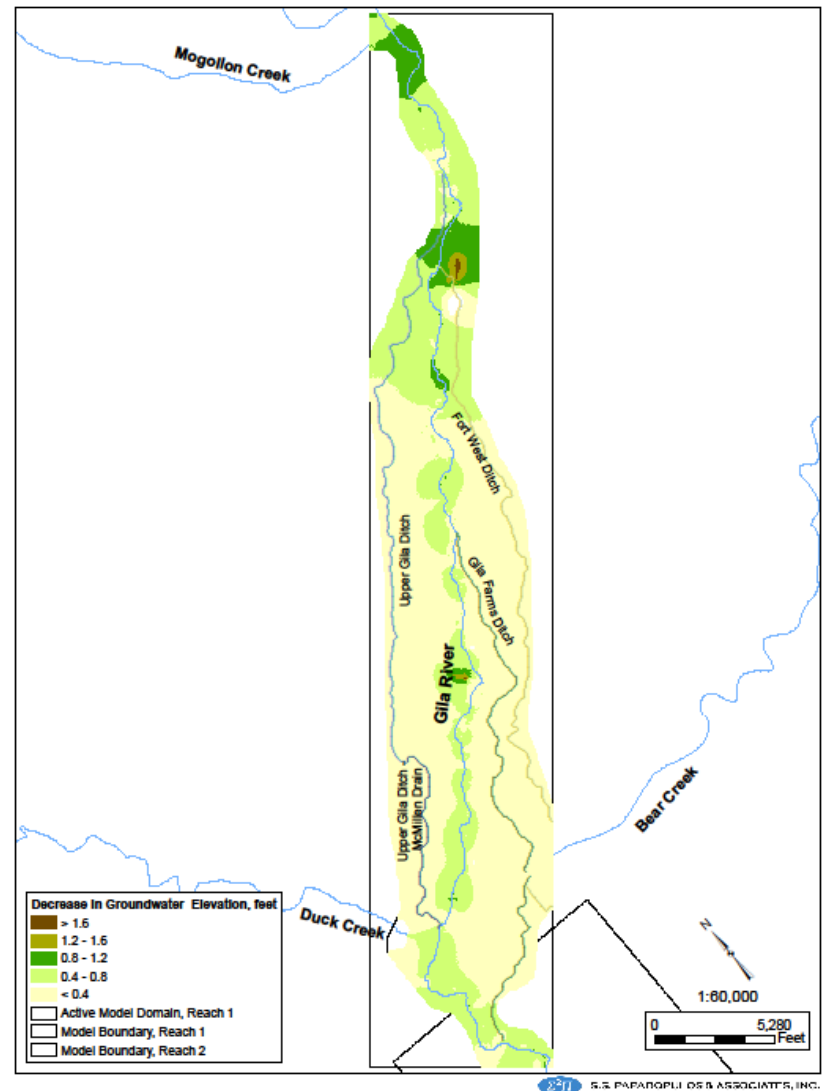 Mogollon Creek
Fort West Ditch
Upper Gila Ditch
Gila Farms Ditch
Gila River
Upper Gila Ditch
McMillen Drain
Bear Creek
Duck Creek
Decrease in Groundwater Elevation, feet
> 1.6
1.2 - 1.6
0.8 - 1.2
0.4 - 0.8
< 0.4
Active Model Domain, Reach 1
Model Boundary, Reach 1
Model Boundary, Reach 2
N
1:60,000
0 5,280
Feet
S.S. PAPADOPULOS & ASSOCIATES, INC.